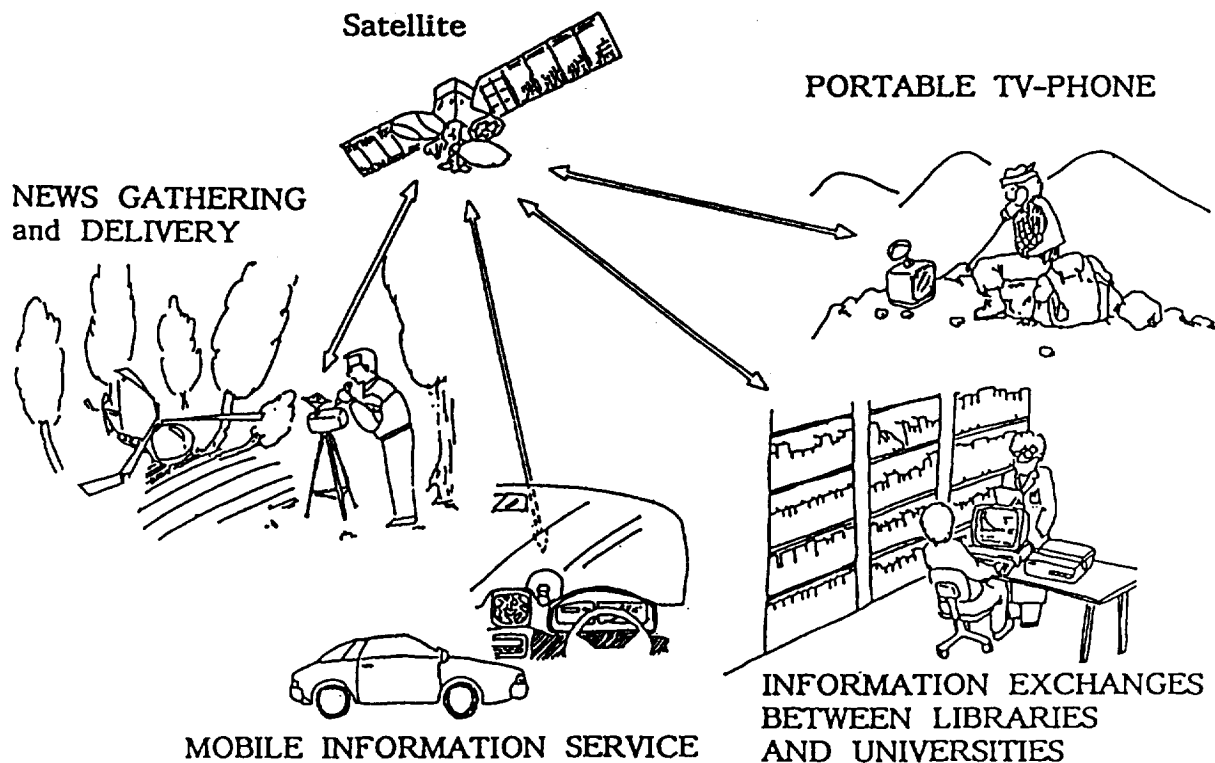 Satellite
PORTABLE TV-PHONE
NEWS GATHERING
and DELIVERY
MOBILE INFORMATION SERVICE
INFORMATION EXCHANGES
BETWEEN LIBRARIES
AND UNIVERSITIES